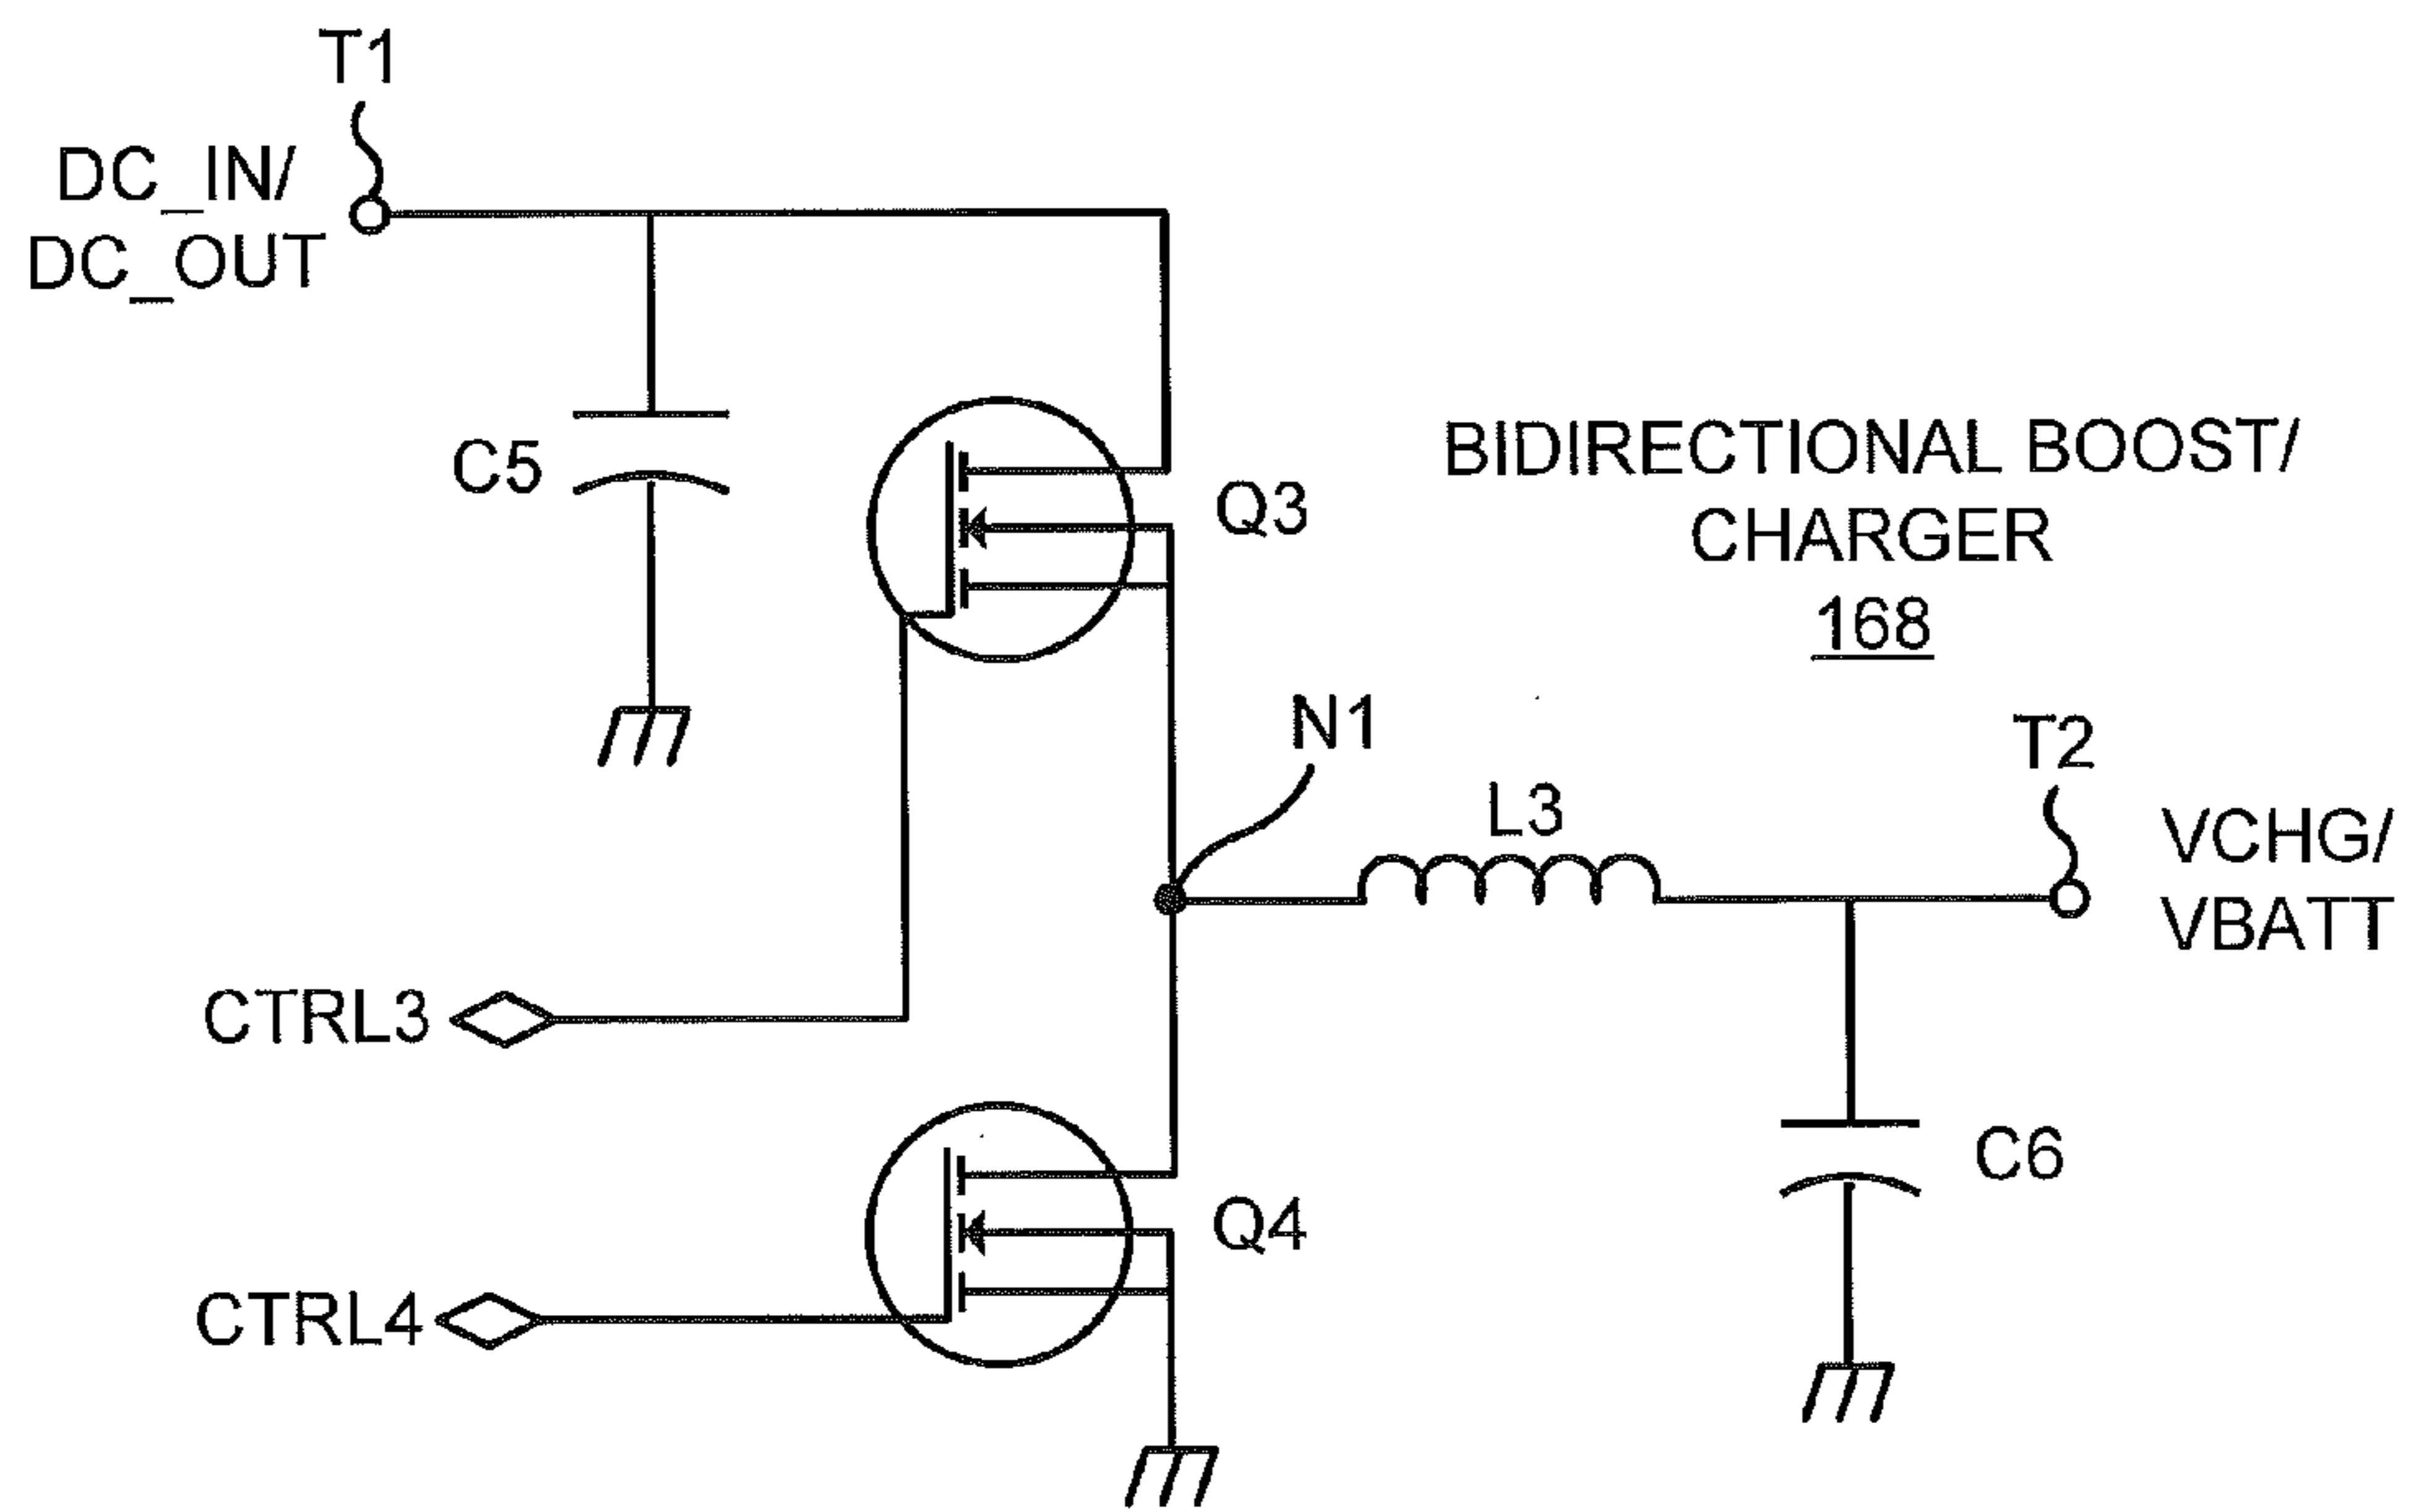 T1
DC_IN/
DC_OUT
C5
Q3
BIDIRECTIONAL BOOST/
CHARGER
168
N1
T2
L3
VCHG/
VBATT
CTRL3
C6
Q4
CTRL4